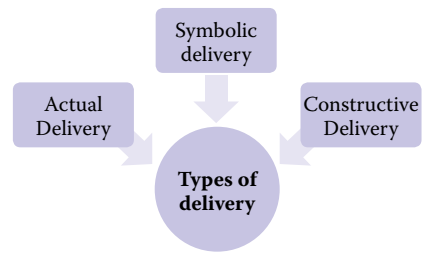 Symbolic
delivery
Actual
Delivery
Constructive
Delivery
Types of
delivery